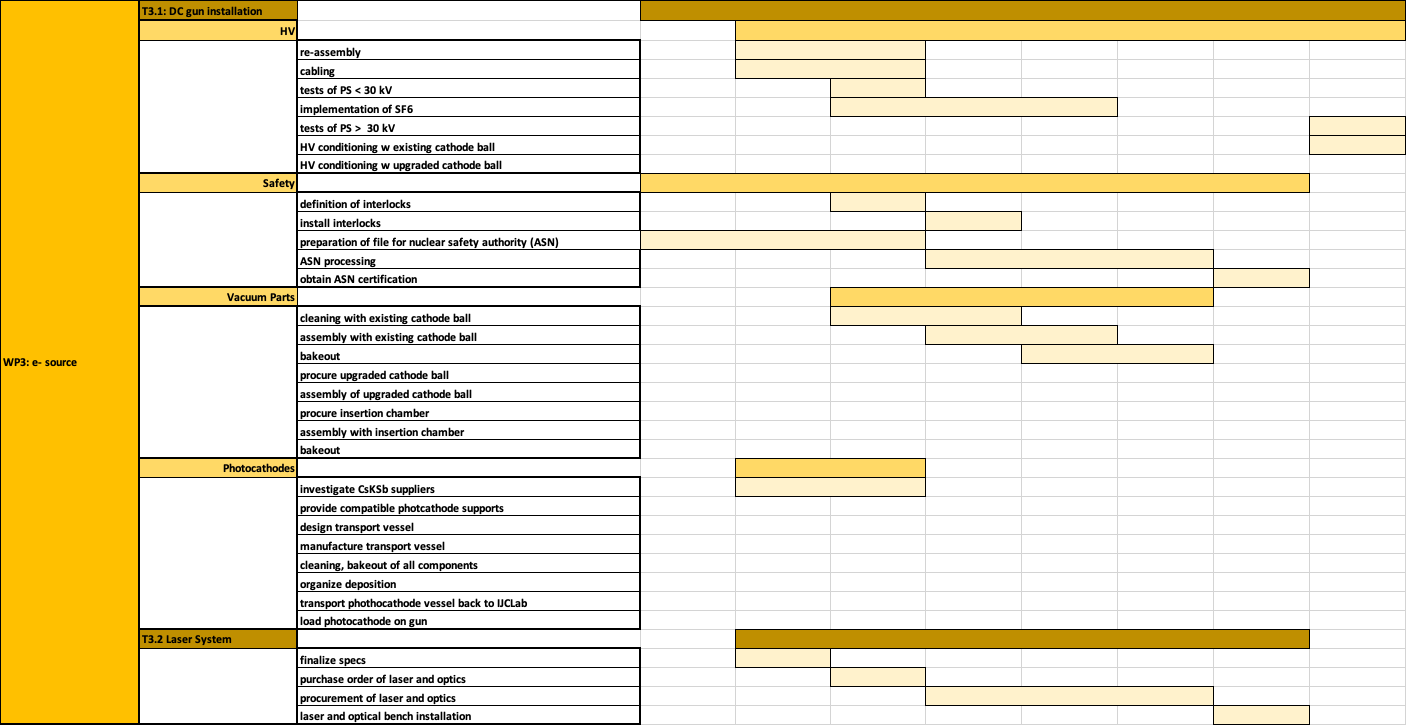 T3.1: DC gun installation
HV
re-assembly
cabling
tests of PS < 30 kV
implementation of SF6
tests of PS >  30 kV
HV conditioning w existing cathode ball
HV conditioning w upgraded cathode ball
Safety
definition of interlocks
install interlocks
preparation of file for nuclear safety authority (ASN)
ASN processing
obtain ASN certification
Vacuum Parts
cleaning with existing cathode ball
assembly with existing cathode ball
WP3: e- source
bakeout
procure upgraded cathode ball
assembly of upgraded cathode ball
procure insertion chamber
assembly with insertion chamber
bakeout
Photocathodes
investigate CsKSb suppliers
provide compatible photcathode supports
design transport vessel
manufacture transport vessel
cleaning, bakeout of all components
organize deposition
transport phothocathode vessel back to IJCLab
load photocathode on gun
T3.2 Laser System
finalize specs
purchase order of laser and optics
procurement of laser and optics
laser and optical bench installation